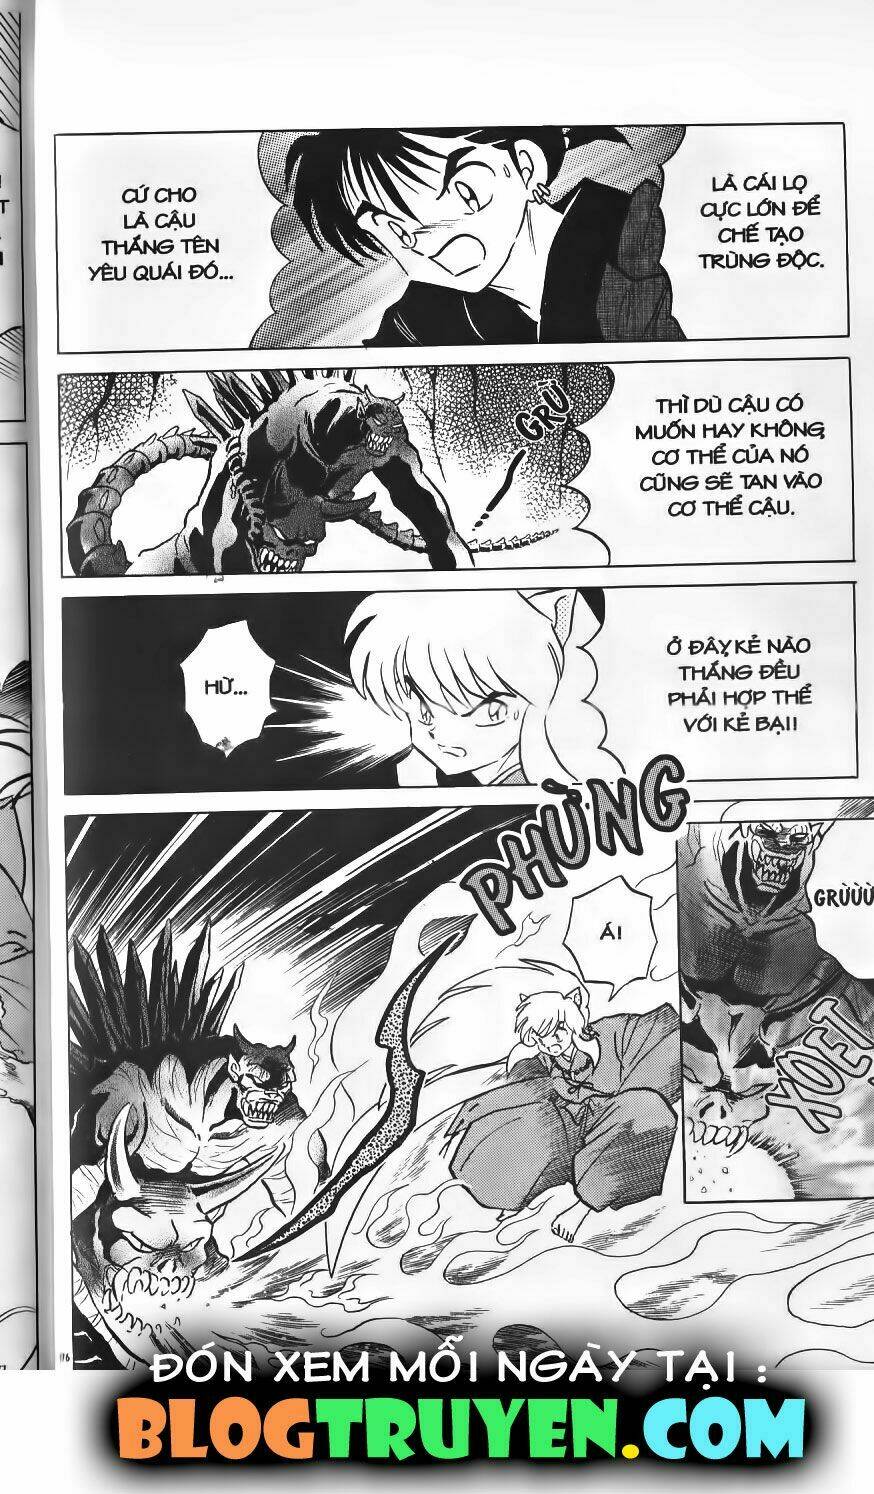 LÀ CÁI LỌ
CỰC LỚN ĐỂ
CHẾ TẠO
TRÙNG ĐỘC.
CỨ CHO
LÀ CẬU
THẮNG TÊN
YÊU QUÁI ĐÓ...
THÌ DÙ CẬU CÓ
MUỐN HAY KHÔNG,
CƠ THỂ CỦA NÓ
CŨNG SẼ TAN VÀO
CƠ THỂ CẬU.
GRỪ
Ở ĐÂY, KẺ NÀO
THẮNG ĐỀU
PHẢI HỢP THỂ
VỚI KẺ BẠI!
HỪ...
GRỪỪỪ
XOẸT
PHỪNG
Á!
116
ĐÓN XEM MỖI NGÀY TẠI :
BLOGTRUYEN.COM